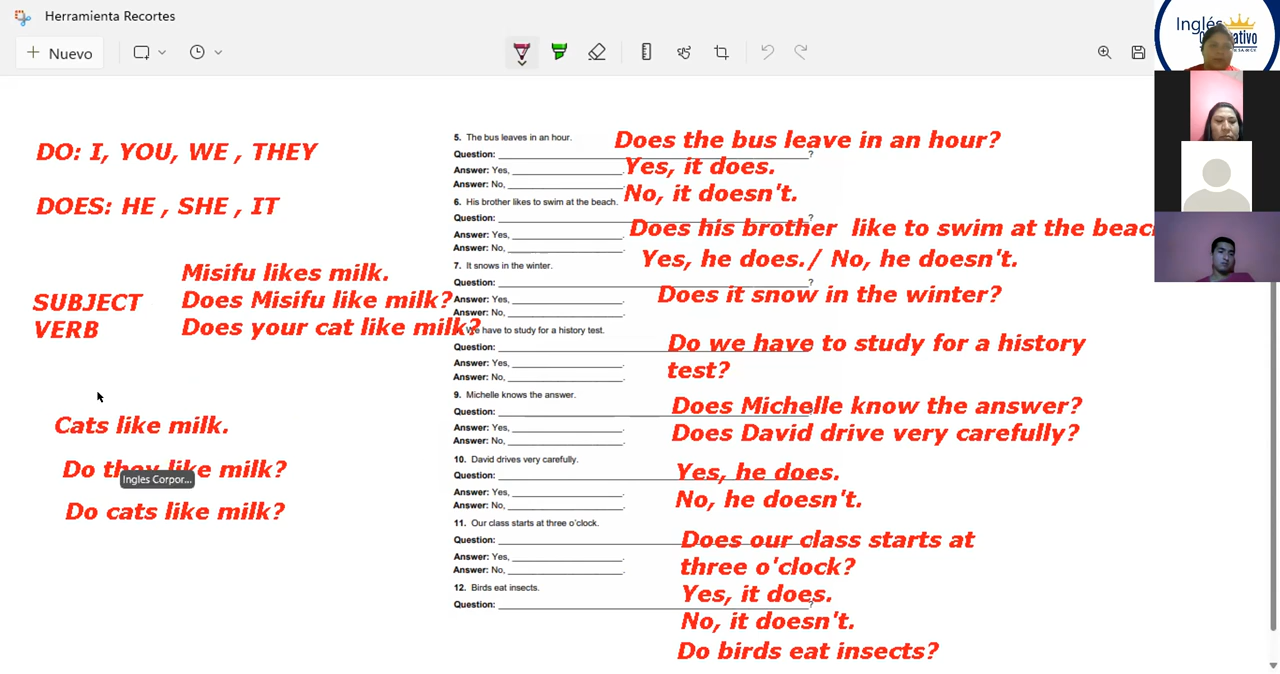 Herramienta Recortes
Nuevo
Inglés
DO: I, YOU, WE , THEY
DOES: HE , SHE , IT
Misifu likes milk.
SUBJECT
Does Misifu like milk?
VERB
Does your cat like milk?
Cats like milk.
Do they like milk?
Ingles Corpor...
Do cats like milk?
5. The bus leaves in an hour.
Does the bus leave in an hour?
Question: ?
Answer: Yes, .
Yes, it does.
Answer: No, .
No, it doesn't.
6. His brother likes to swim at the beach.
Question: ?
Does his brother like to swim at the beac
Answer: Yes, .
Answer: No, .
Yes, he does./ No, he doesn't.
7. It snows in the winter.
Question: ?
Does it snow in the winter?
Answer: Yes, .
Answer: No, .
We have to study for a history test.
Question:
Do we have to study for a history
test?
Answer: Yes, .
Answer: No, .
9. Michelle knows the answer.
Question:
Does Michelle know the answer?
Answer: Yes, .
Does David drive very carefully?
Answer: No, .
10. David drives very carefully.
Question:
Yes, he does.
Answer: Yes, .
No, he doesn't.
Answer: No, .
11. Our class starts at three o'clock.
Question:
Does our class starts at
three o'clock?
Answer: Yes, .
Answer: No, .
12. Birds eat insects.
Yes, it does.
Question: ?
No, it doesn't.
Do birds eat insects?